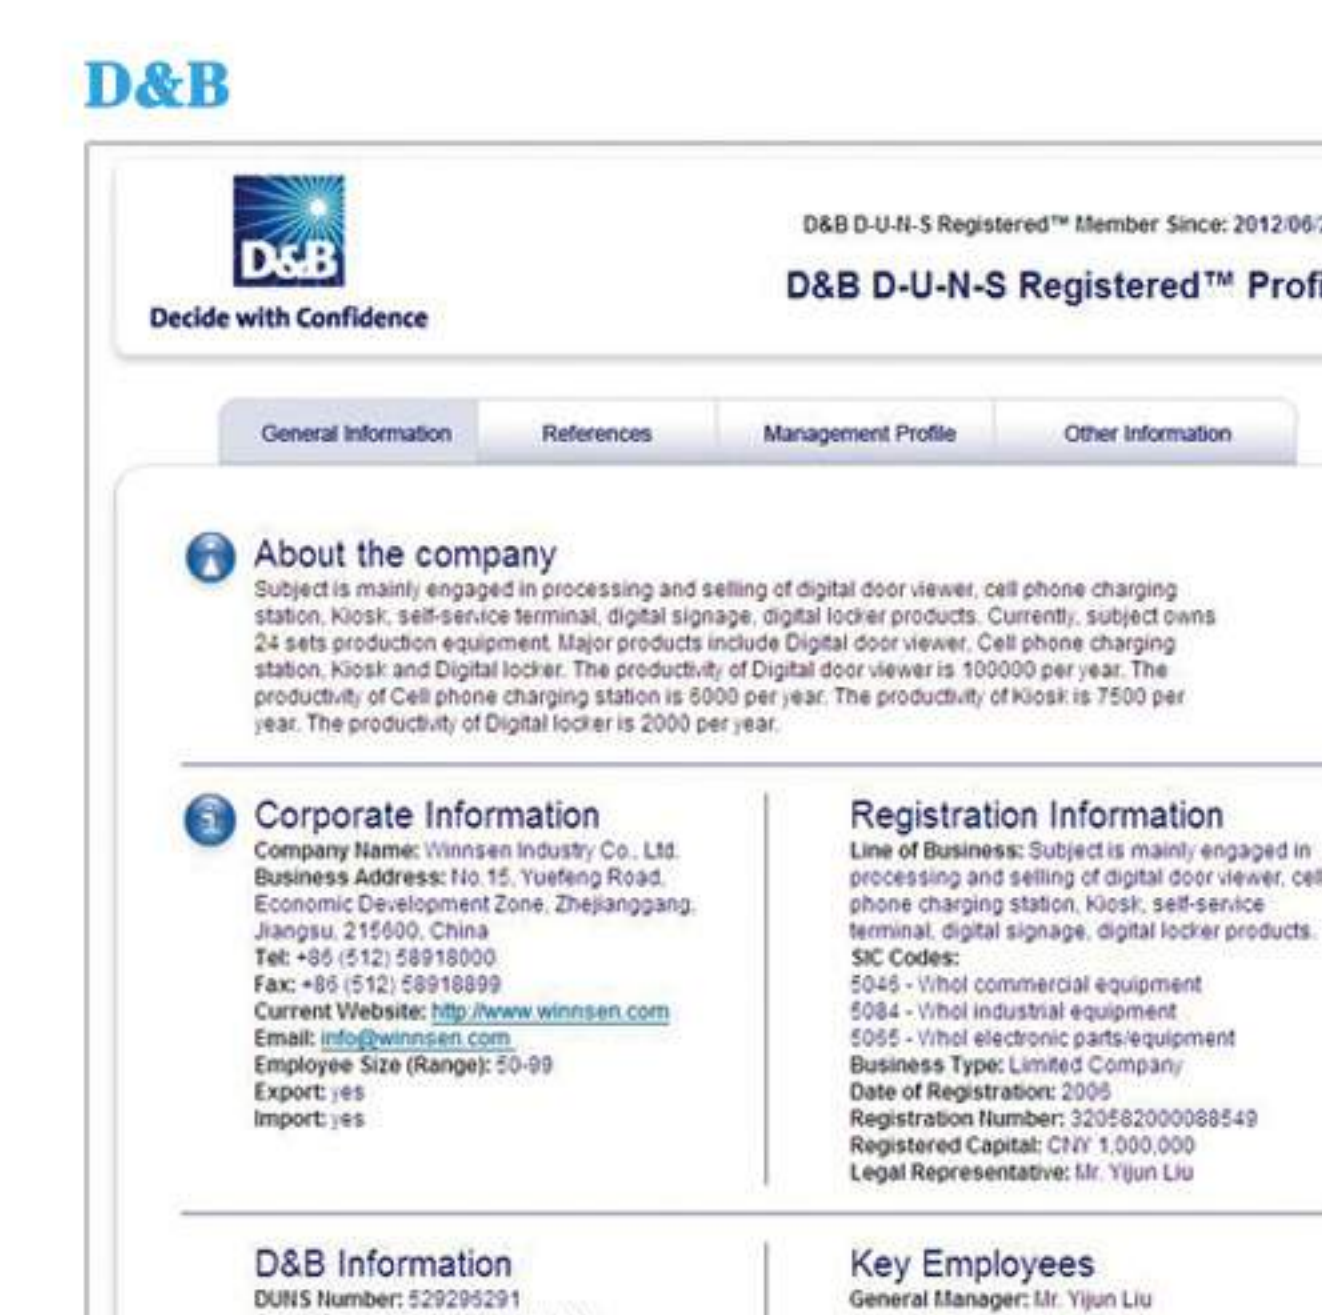 D&B
D&B
Decide with Confidence
D&B D-U-N-S Registered™ Member Since: 2012/06/
D&B D-U-N-S Registered™ Profi
General Information References Management Profile Other Information
About the company
Subject is mainly engaged in processing and selling of digital door viewer, cell phone charging
station, Kiosk, self-service terminal, digital signage, digital locker products. Currently, subject owns
24 sets production equipment. Major products include Digital door viewer, Cell phone charging
station, Kiosk and Digital locker. The productivity of Digital door viewer is 100000 per year. The
productivity of Cell phone charging station is 6000 per year. The productivity of Kiosk is 7500 per
year. The productivity of Digital locker is 2000 per year.
Corporate Information
Company Name: Winnsen Industry Co., Ltd.
Business Address: No.15, Yuefeng Road,
Economic Development Zone, Zhejianggang,
Jiangsu, 215600, China
Tel: +86 (512) 58918000
Fax: +86 (512) 58918899
Current Website: http://www.winnsen.com
Email: info@winnsen.com
Employee Size (Range): 50-99
Export: yes
Import: yes
Registration Information
Line of Business: Subject is mainly engaged in
processing and selling of digital door viewer, cell
phone charging station, Kiosk, self-service
terminal, digital signage, digital locker products.
SIC Codes:
5046 - Whol commercial equipment
5084 - Whol industrial equipment
5065 - Whol electronic parts/equipment
Business Type: Limited Company
Date of Registration: 2006
Registration Number: 320582000088549
Registered Capital: CNY 1,000,000
Legal Representative: Mr. Yijun Liu
D&B Information
DUNS Number: 529296291
Key Employees
General Manager: Mr. Yijun Liu